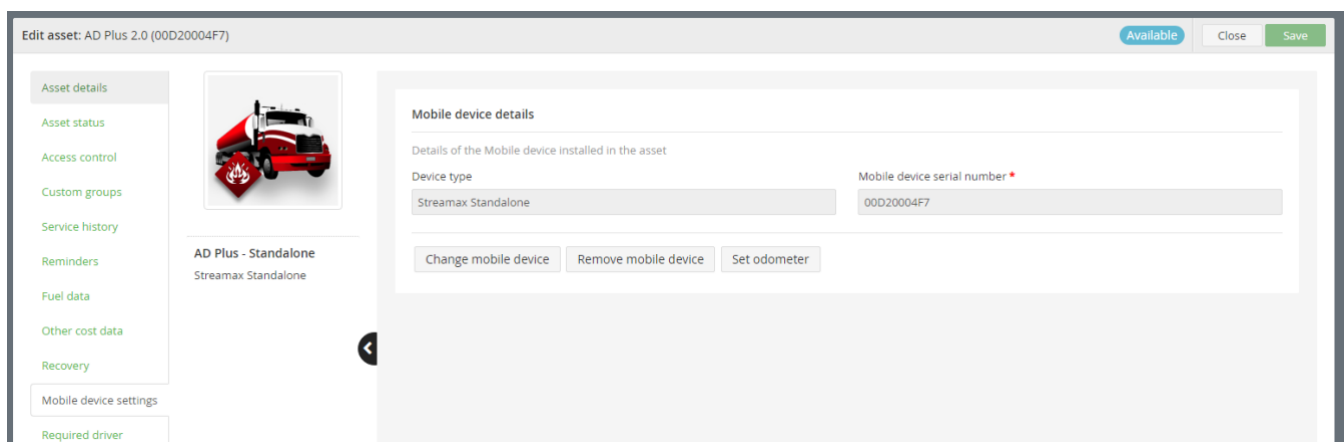 Edit asset: AD Plus 2.0 (00D20004F7)
Available
Close
Save
Asset details
Asset status
Access control
Custom groups
Service history
Reminders
Fuel data
Other cost data
Recovery
Mobile device settings
Required driver
AD Plus - Standalone
Streamax Standalone
Mobile device details
Details of the Mobile device installed in the asset
Device type
Streamax Standalone
Mobile device serial number *
00D20004F7
Change mobile device
Remove mobile device
Set odometer